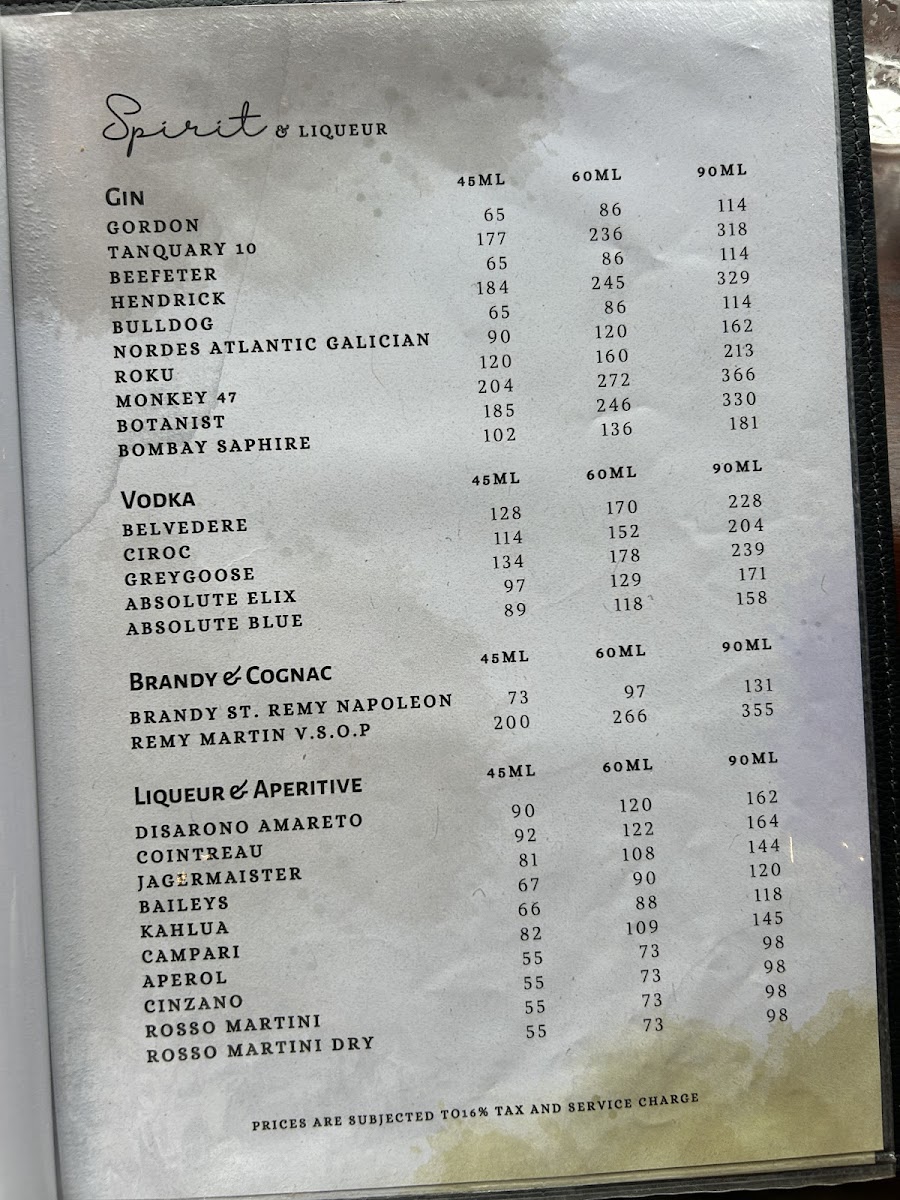 Spirit & LIQUEUR
GIN 45ML 60ML 90ML
GORDON 65 86 114
TANQUARY 10 177 236 318
BEEFETER 65 86 114
HENDRICK 184 245 329
BULLDOG 65 86 114
NORDES ATLANTIC GALICIAN 90 120 162
ROKU 120 160 213
MONKEY 47 204 272 366
BOTANIST 185 246 330
BOMBAY SAPHIRE 102 136 181
VODKA 45ML 60ML 90ML
BELVEDERE 128 170 228
CIROC 114 152 204
GREYGOOSE 134 178 239
ABSOLUTE ELIX 97 129 171
ABSOLUTE BLUE 89 118 158
BRANDY & COGNAC 45ML 60ML 90ML
BRANDY ST. REMY NAPOLEON 73 97 131
REMY MARTIN V.S.O.P 200 266 355
LIQUEUR & APERITIVE 45ML 60ML 90ML
DISARONO AMARETO 90 120 162
COINTREAU 92 122 164
JAGERMAISTER 81 108 144
BAILEYS 67 90 120
KAHLUA 66 88 118
CAMPARI 82 109 145
APEROL 55 73 98
CINZANO 55 73 98
ROSSO MARTINI 55 73 98
ROSSO MARTINI DRY 55 73 98
PRICES ARE SUBJECTED TO16% TAX AND SERVICE CHARGE